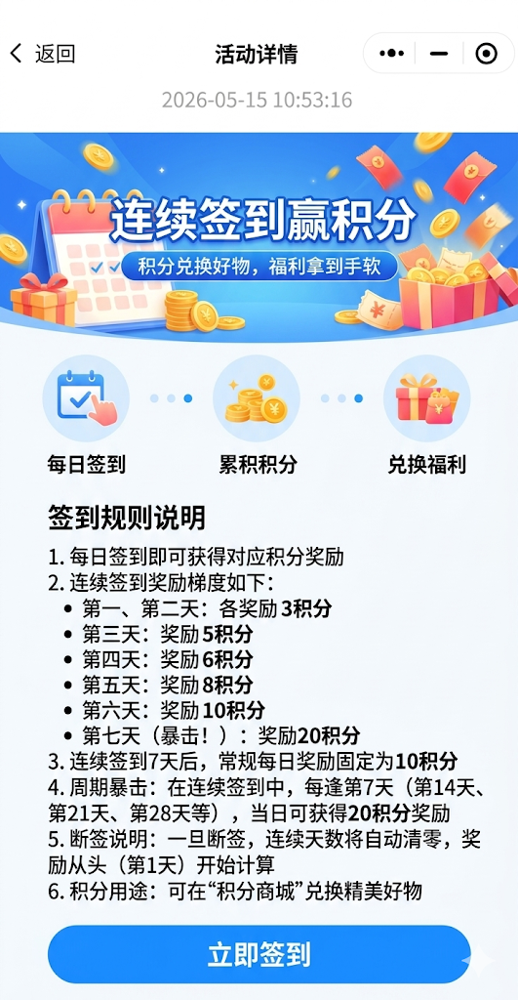 返回
活动详情
2026-05-15 10:53:16
连续签到赢积分
积分兑换好物，福利拿到手软
每日签到
累积积分
兑换福利
签到规则说明
1. 每日签到即可获得对应积分奖励
2. 连续签到奖励梯度如下：
• 第一、第二天：各奖励 3积分
• 第三天：奖励 5积分
• 第四天：奖励 6积分
• 第五天：奖励 8积分
• 第六天：奖励 10积分
• 第七天（暴击！）：奖励20积分
3. 连续签到7天后，常规每日奖励固定为10积分
4. 周期暴击：在连续签到中，每逢第7天（第14天、
第21天、第28天等），当日可获得20积分奖励
5. 断签说明：一旦断签，连续天数将自动清零，奖
励从头（第1天）开始计算
6. 积分用途：可在“积分商城”兑换精美好物
立即签到